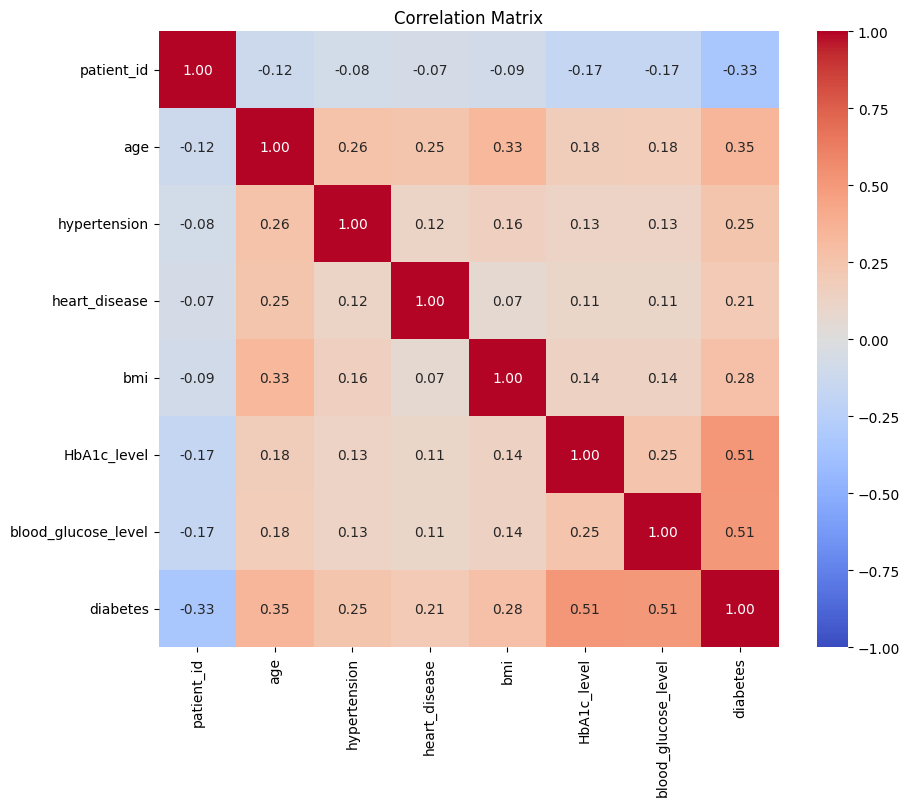 Correlation Matrix
patient_id 1.00 -0.12 -0.08 -0.07 -0.09 -0.17 -0.17 -0.33
age -0.12 1.00 0.26 0.25 0.33 0.18 0.18 0.35
hypertension -0.08 0.26 1.00 0.12 0.16 0.13 0.13 0.25
heart_disease -0.07 0.25 0.12 1.00 0.07 0.11 0.11 0.21
bmi -0.09 0.33 0.16 0.07 1.00 0.14 0.14 0.28
HbA1c_level -0.17 0.18 0.13 0.11 0.14 1.00 0.25 0.51
blood_glucose_level -0.17 0.18 0.13 0.11 0.14 0.25 1.00 0.51
diabetes -0.33 0.35 0.25 0.21 0.28 0.51 0.51 1.00
patient_id
age
hypertension
heart_disease
bmi
HbA1c_level
blood_glucose_level
diabetes
1.00
0.75
0.50
0.25
0.00
−0.25
−0.50
−0.75
−1.00